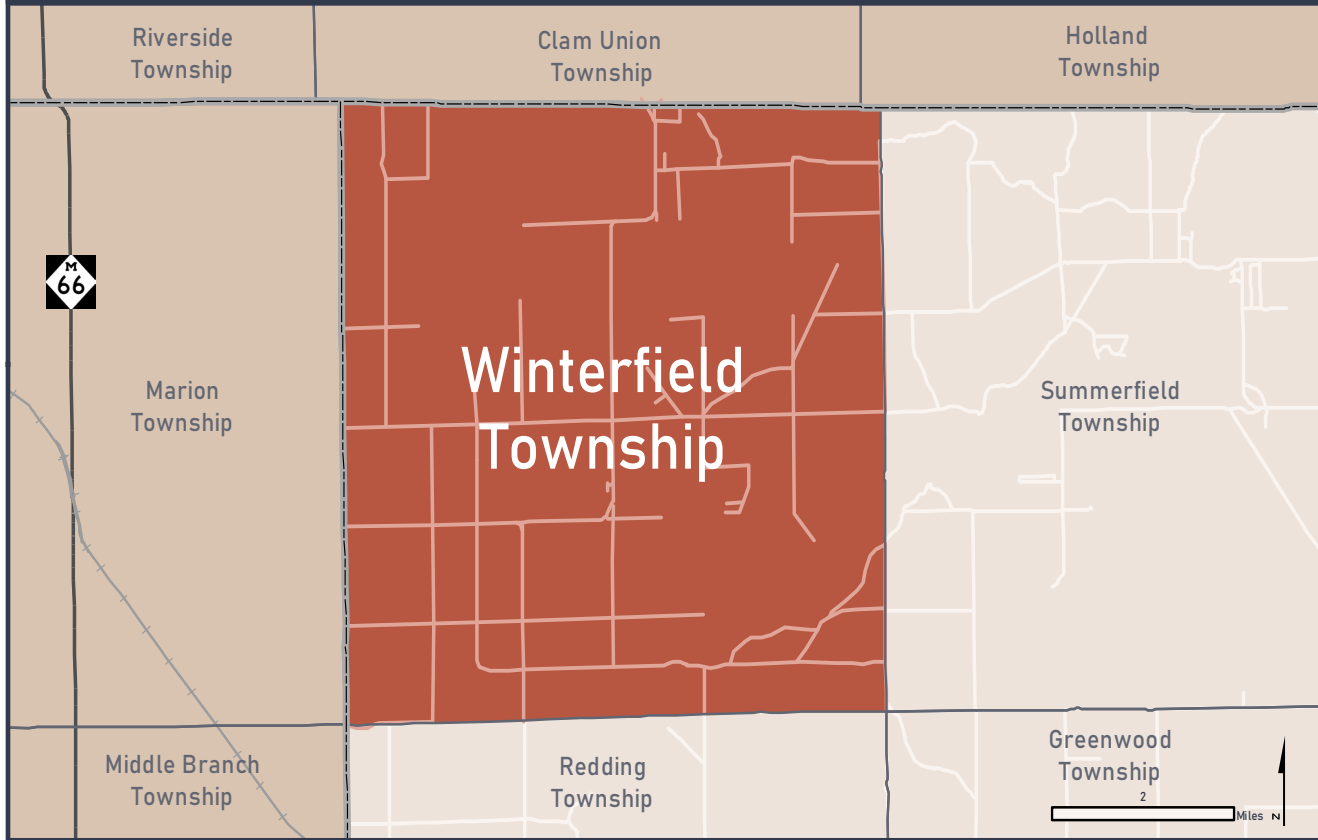 Riverside
Township
Clam Union
Township
Holland
Township
M
66
Marion
Township
Winterfield
Township
Summerfield
Township
Middle Branch
Township
Redding
Township
Greenwood
Township
2
Miles
N